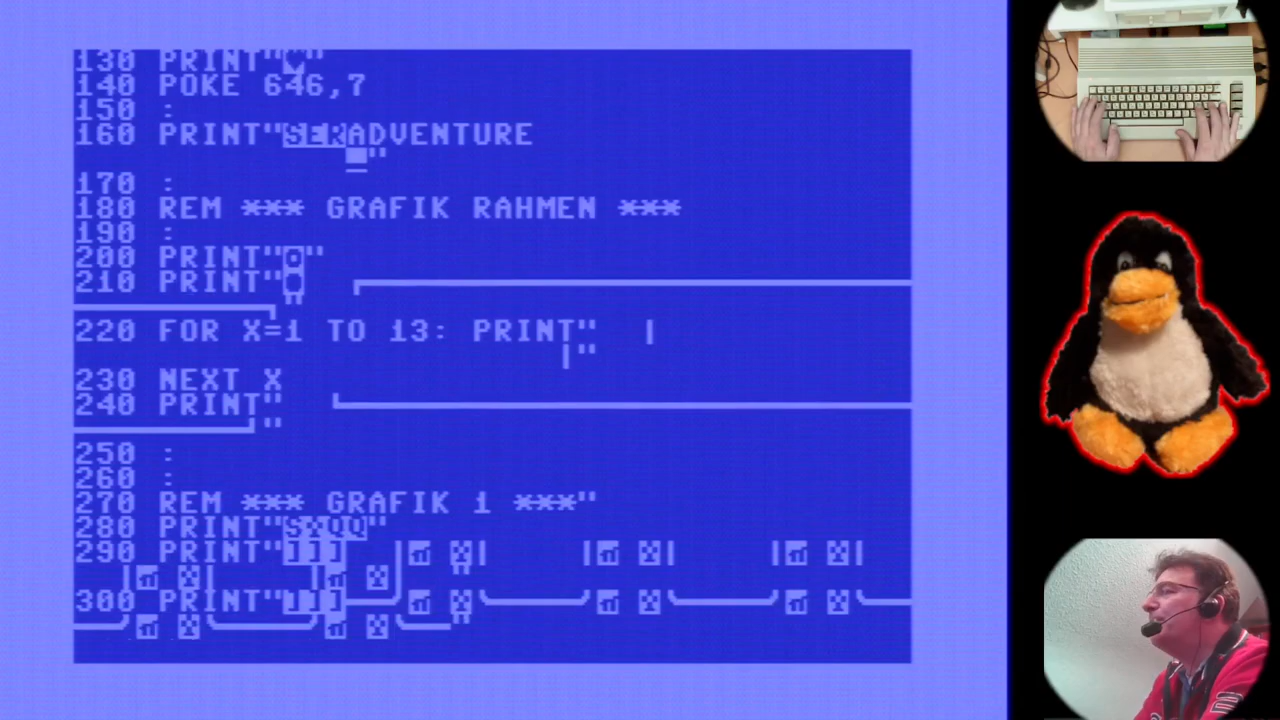 130 PRINT"♥"
140 POKE 646,7
150 :
160 PRINT"SERADVENTURE
"
170 :
180 REM *** GRAFIK RAHMEN ***
190 :
200 PRINT" "
210 PRINT"
"
220 FOR X=1 TO 13: PRINT" |
|"
230 NEXT X
240 PRINT"
"
250 :
260 :
270 REM *** GRAFIK 1 ***"
280 PRINT"S QQ"
290 PRINT"]]]
"
300 PRINT"]]]
"